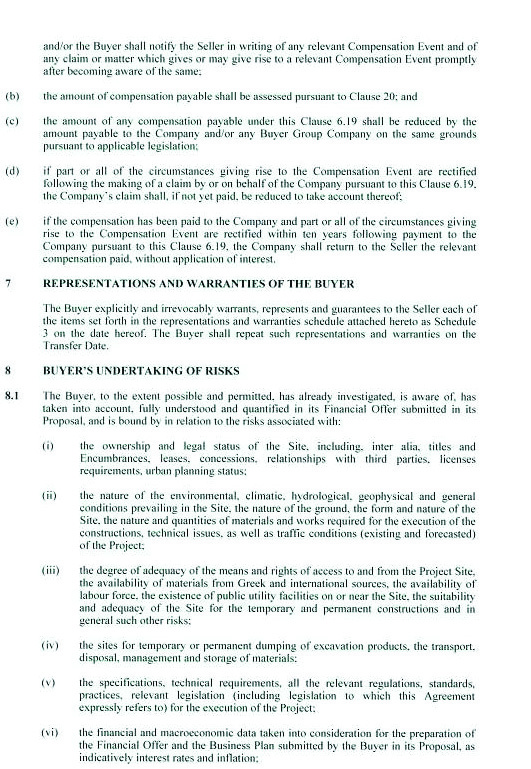 and/or the Buyer shall notify the Seller in writing of any relevant Compensation Event and of
any claim or matter which gives or may give rise to a relevant Compensation Event promptly
after becoming aware of the same;
(b) the amount of compensation payable shall be assessed pursuant to Clause 20; and
(c) the amount of any compensation payable under this Clause 6.19 shall be reduced by the
amount payable to the Company and/or any Buyer Group Company on the same grounds
pursuant to applicable legislation;
(d) if part or all of the circumstances giving rise to the Compensation Event are rectified
following the making of a claim by or on behalf of the Company pursuant to this Clause 6.19,
the Company's claim shall, if not yet paid, be reduced to take account thereof;
(e) if the compensation has been paid to the Company and part or all of the circumstances giving
rise to the Compensation Event are rectified within ten years following payment to the
Company pursuant to this Clause 6.19, the Company shall return to the Seller the relevant
compensation paid, without application of interest.
7 REPRESENTATIONS AND WARRANTIES OF THE BUYER
The Buyer explicitly and irrevocably warrants, represents and guarantees to the Seller each of
the items set forth in the representations and warranties schedule attached hereto as Schedule
3 on the date hereof. The Buyer shall repeat such representations and warranties on the
Transfer Date.
8 BUYER'S UNDERTAKING OF RISKS
8.1 The Buyer, to the extent possible and permitted, has already investigated, is aware of, has
taken into account, fully understood and quantified in its Financial Offer submitted in its
Proposal, and is bound by in relation to the risks associated with:
(i) the ownership and legal status of the Site, including, inter alia, titles and
Encumbrances, leases, concessions, relationships with third parties, licenses
requirements, urban planning status;
(ii) the nature of the environmental, climatic, hydrological, geophysical and general
conditions prevailing in the Site, the nature of the ground, the form and nature of the
Site, the nature and quantities of materials and works required for the execution of the
constructions, technical issues, as well as traffic conditions (existing and forecasted)
of the Project;
(iii) the degree of adequacy of the means and rights of access to and from the Project Site,
the availability of materials from Greek and international sources, the availability of
labour force, the existence of public utility facilities on or near the Site, the suitability
and adequacy of the Site for the temporary and permanent constructions and in
general such other risks;
(iv) the sites for temporary or permanent dumping of excavation products, the transport,
disposal, management and storage of materials;
(v) the specifications, technical requirements, all the relevant regulations, standards,
practices, relevant legislation (including legislation to which this Agreement
expressly refers to) for the execution of the Project;
(vi) the financial and macroeconomic data taken into consideration for the preparation of
the Financial Offer and the Business Plan submitted by the Buyer in its Proposal, as
indicatively interest rates and inflation;